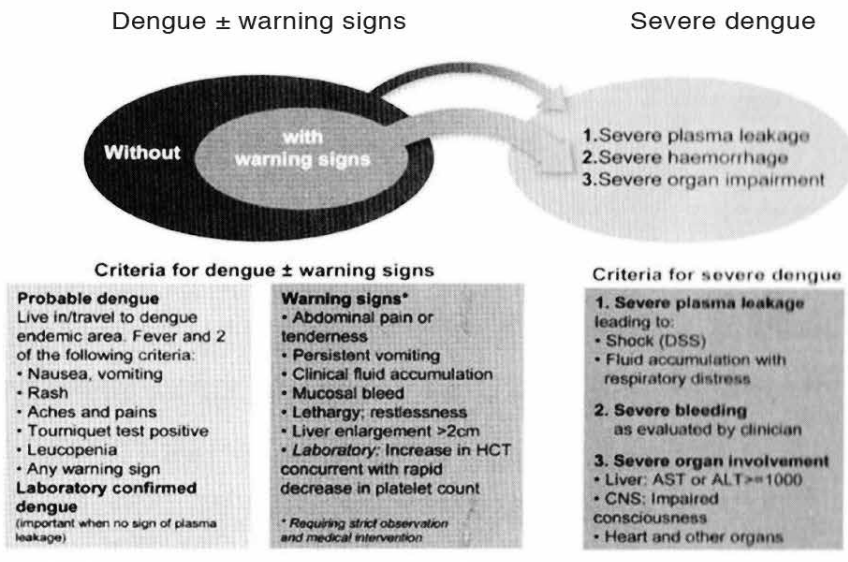 Dengue ± warning signs
Severe dengue
Without
with
warning signs
1.Severe plasma leakage
2.Severe haemorrhage
3.Severe organ impairment
Criteria for dengue ± warning signs
Probable dengue
Live in/travel to dengue
endemic area. Fever and 2
of the following criteria:
• Nausea, vomiting
• Rash
• Aches and pains
• Tourniquet test positive
• Leucopenia
• Any warning sign
Laboratory confirmed
dengue
(important when no sign of plasma
leakage)
Warning signs*
• Abdominal pain or
tenderness
• Persistent vomiting
• Clinical fluid accumulation
• Mucosal bleed
• Lethargy; restlessness
• Liver enlargement >2cm
• Laboratory: Increase in HCT
concurrent with rapid
decrease in platelet count
* Requiring strict observation
and medical intervention
Criteria for severe dengue
1. Severe plasma leakage
leading to:
• Shock (DSS)
• Fluid accumulation with
respiratory distress
2. Severe bleeding
as evaluated by clinician
3. Severe organ involvement
• Liver: AST or ALT>=1000
• CNS: Impaired
consciousness
• Heart and other organs